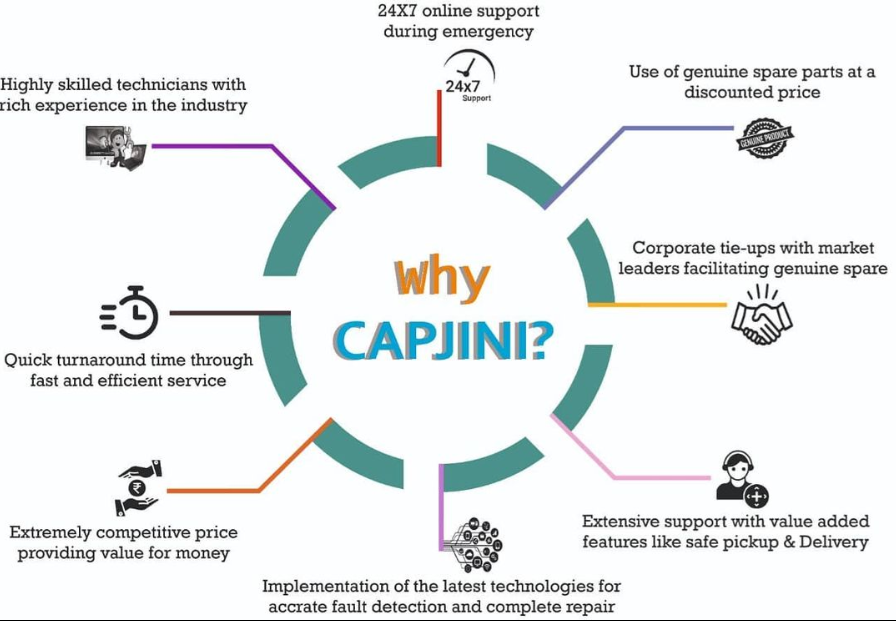 24X7 online support
during emergency
24x7
Support
Highly skilled technicians with
rich experience in the industry
Use of genuine spare parts at a
discounted price
GENUINE PRODUCT
Corporate tie-ups with market
leaders facilitating genuine spare
Why
CAPJINI?
Quick turnaround time through
fast and efficient service
₹
Extremely competitive price
providing value for money
Extensive support with value added
features like safe pickup & Delivery
Implementation of the latest technologies for
accrate fault detection and complete repair